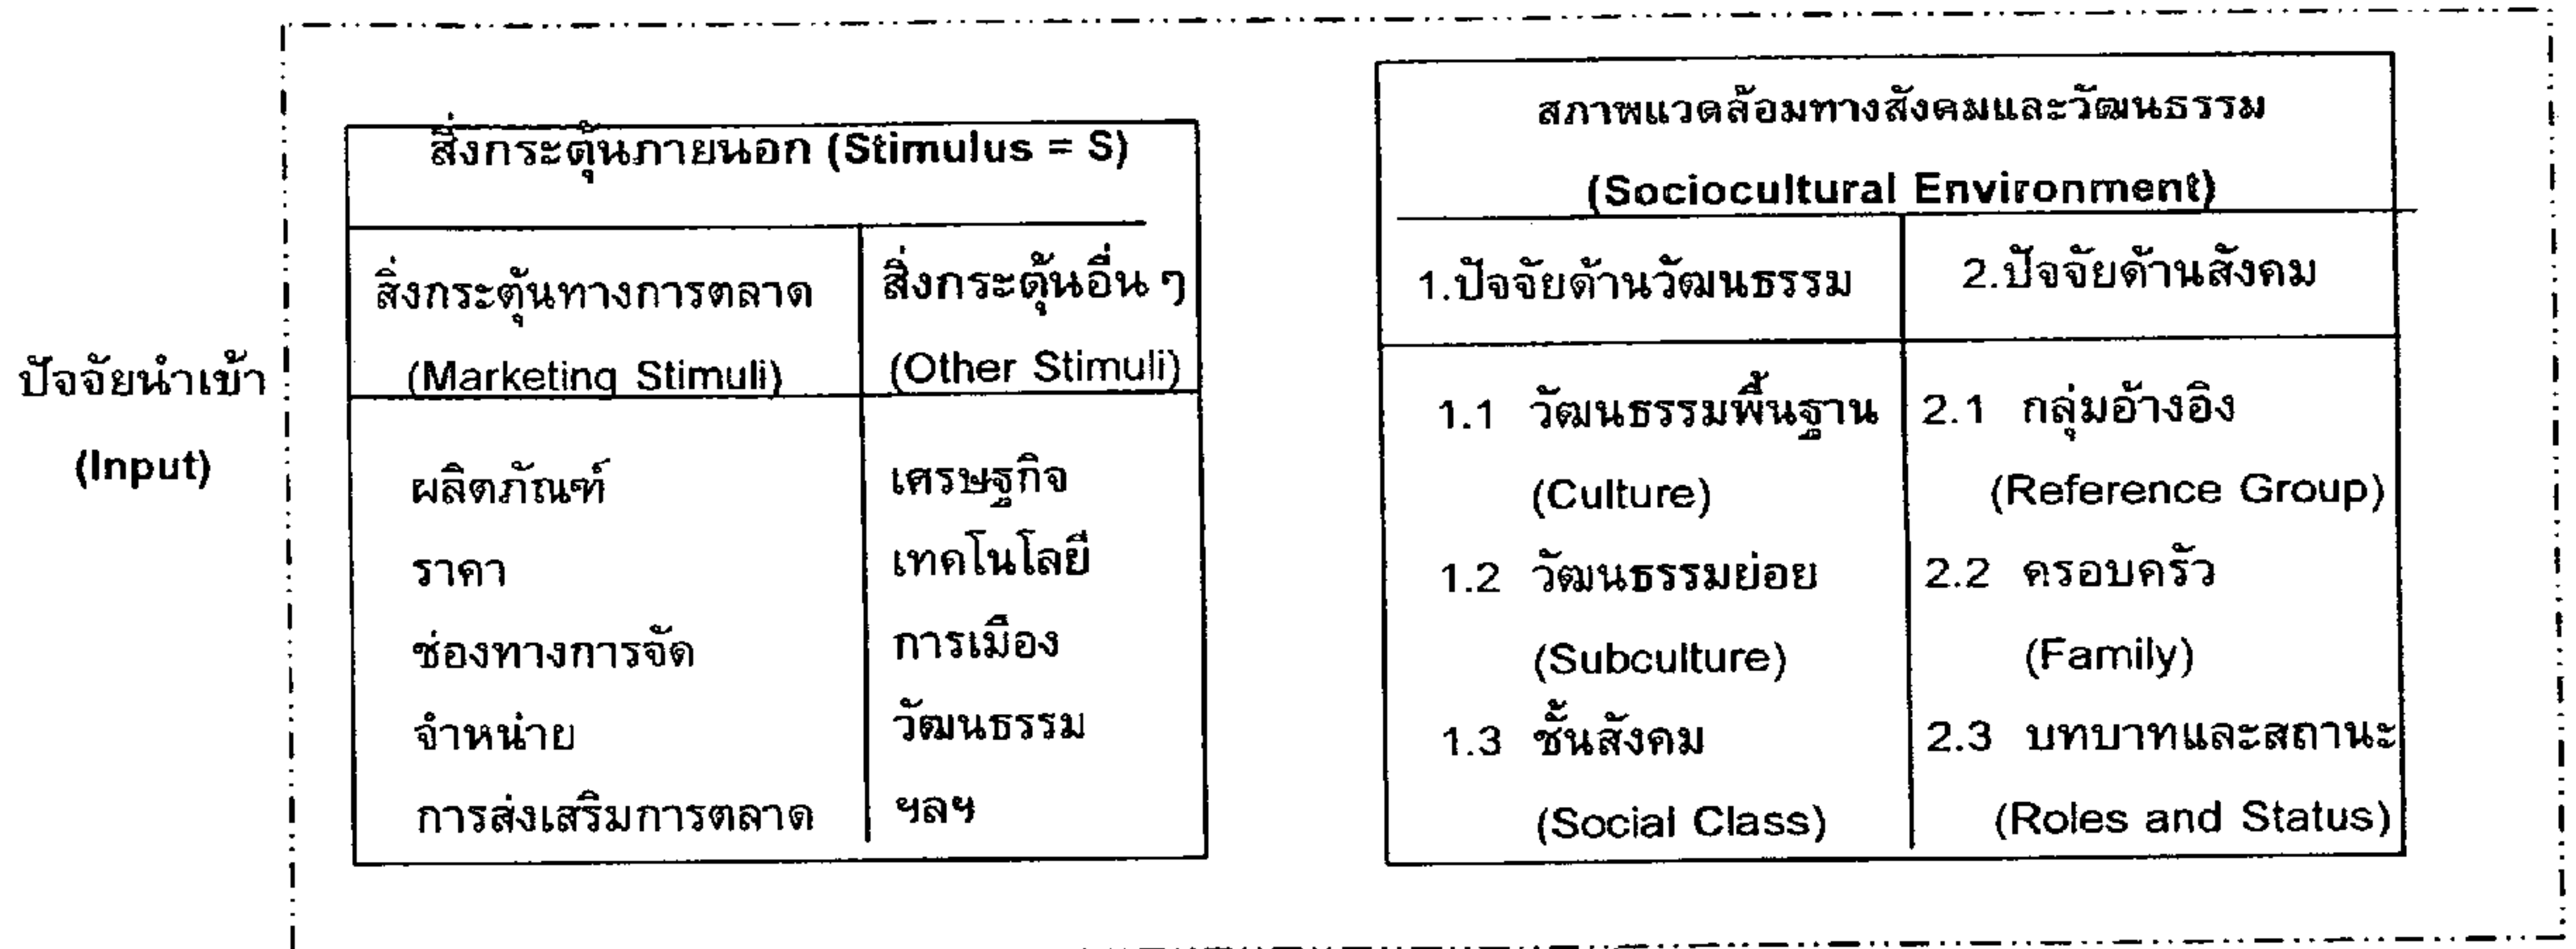 ปัจจัยนำเข้า
(Input)
สิ่งกระตุ้นภายนอก (Stimulus = S)
สิ่งกระตุ้นทางการตลาด
(Marketing Stimuli)
สิ่งกระตุ้นอื่น ๆ
(Other Stimuli)
ผลิตภัณฑ์
ราคา
ช่องทางการจัด
จำหน่าย
การส่งเสริมการตลาด
เศรษฐกิจ
เทคโนโลยี
การเมือง
วัฒนธรรม
ฯลฯ
สภาพแวดล้อมทางสังคมและวัฒนธรรม
(Sociocultural Environment)
1.ปัจจัยด้านวัฒนธรรม
2.ปัจจัยด้านสังคม
1.1 วัฒนธรรมพื้นฐาน
(Culture)
1.2 วัฒนธรรมย่อย
(Subculture)
1.3 ชั้นสังคม
(Social Class)
2.1 กลุ่มอ้างอิง
(Reference Group)
2.2 ครอบครัว
(Family)
2.3 บทบาทและสถานะ
(Roles and Status)